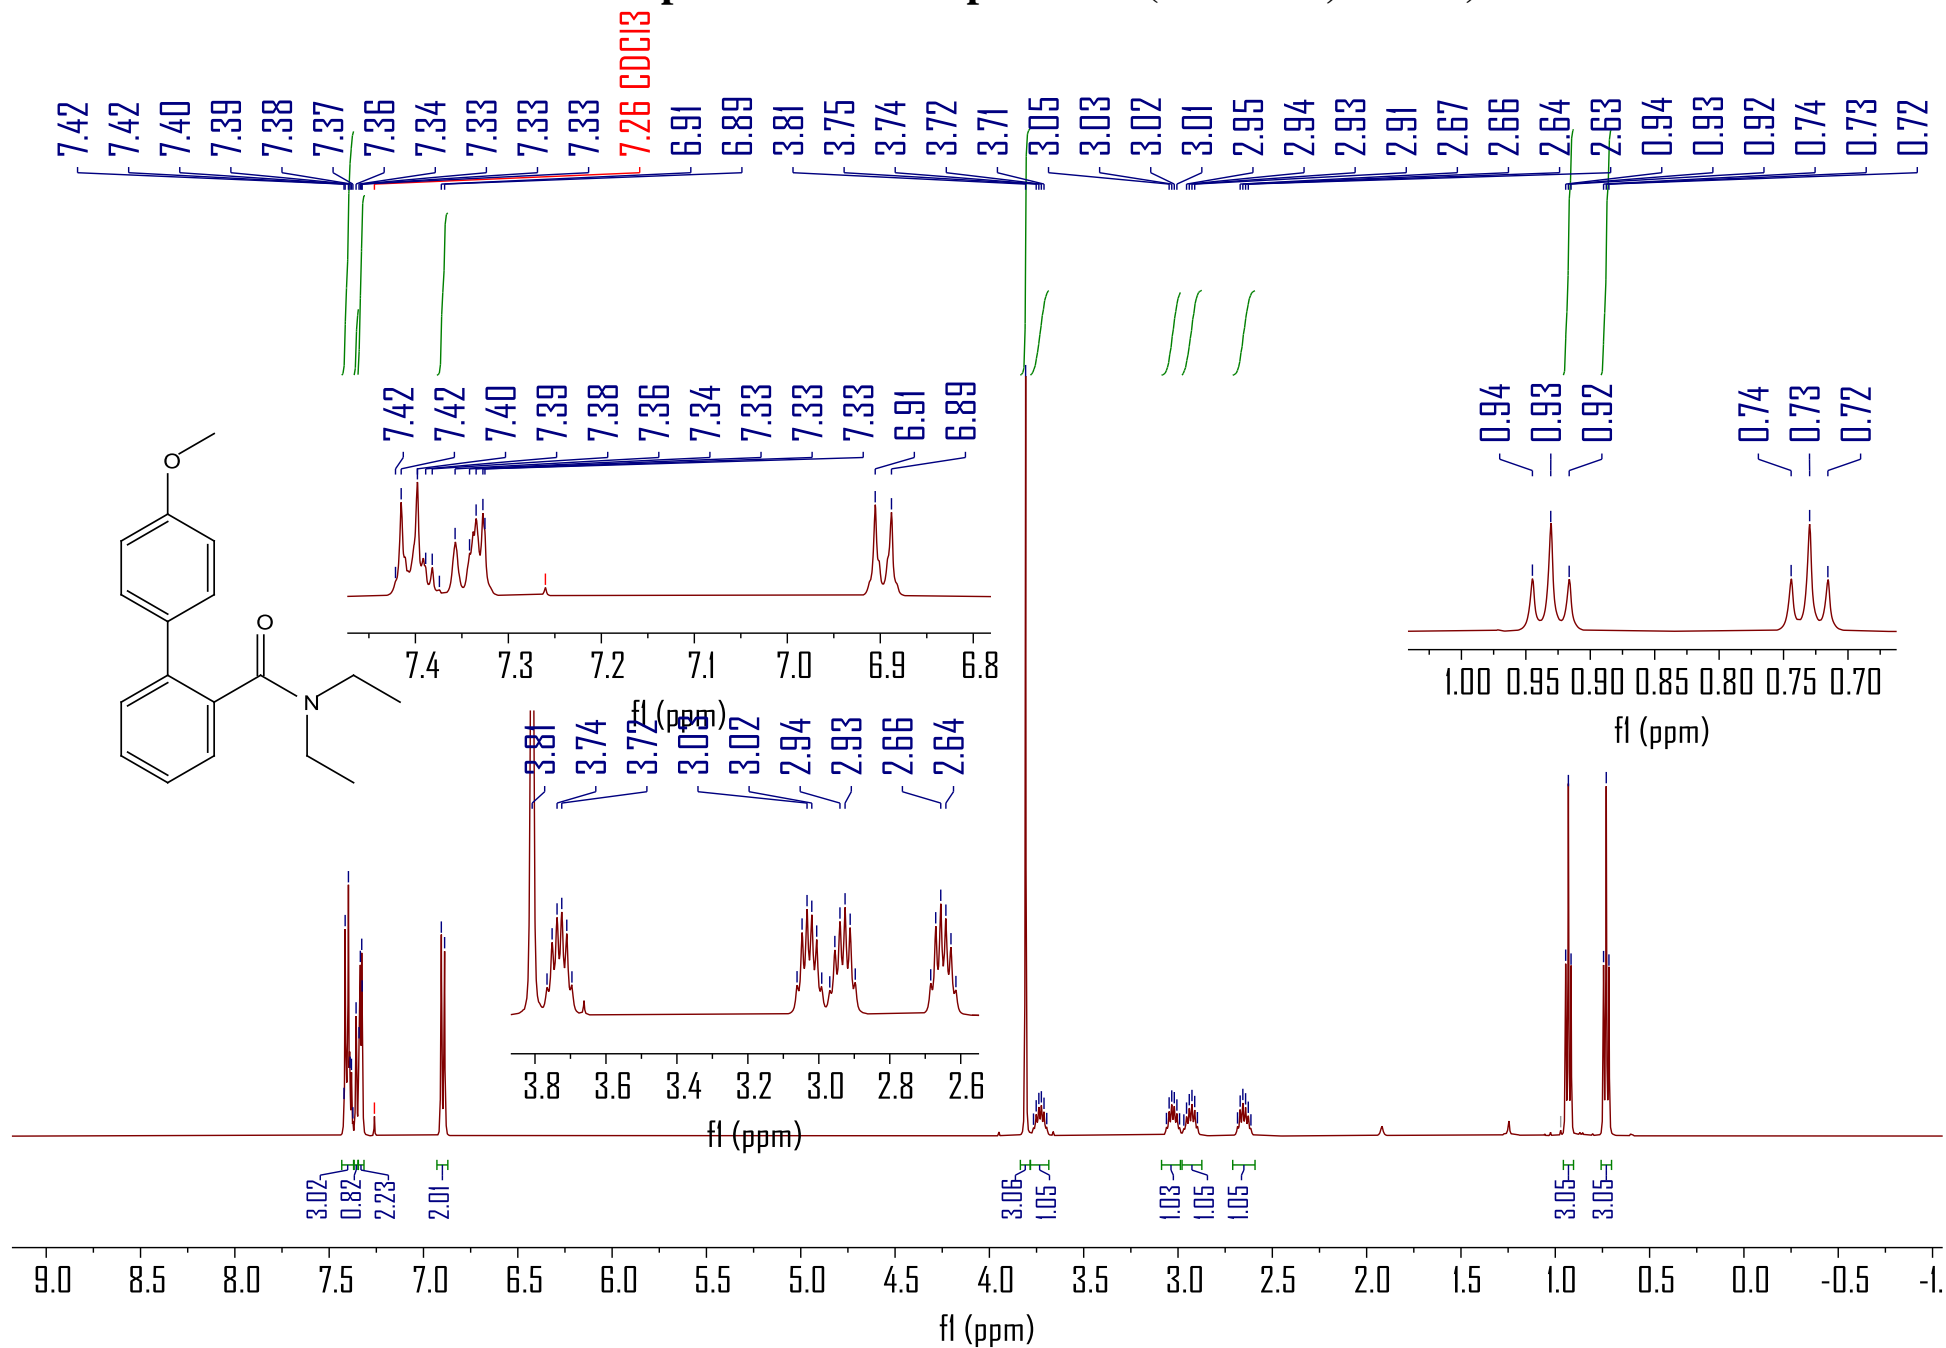 7.42 7.42 7.40 7.39 7.38 7.37 7.36 7.34 7.33 7.33 7.33 7.26 CDCl3 6.91 6.89 3.81 3.75 3.74 3.72 3.71 3.05 3.03 3.02 3.01 2.95 2.94 2.93 2.91 2.67 2.66 2.64 2.63 0.94 0.93 0.92 0.74 0.73 0.72
7.42 7.42 7.40 7.39 7.38 7.36 7.34 7.33 7.33 7.33 6.91 6.89
7.4 7.3 7.2 7.1 7.0 6.9 6.8
f1 (ppm)
0.94 0.93 0.92 0.74 0.73 0.72
1.00 0.95 0.90 0.85 0.80 0.75 0.70
f1 (ppm)
O
O
N
3.81 3.74 3.72 3.03 3.02 2.94 2.93 2.66 2.64
3.8 3.6 3.4 3.2 3.0 2.8 2.6
f1 (ppm)
3.02 0.82 2.23 2.01 3.06 1.05 1.03 1.05 1.05 3.05 3.05
9.0 8.5 8.0 7.5 7.0 6.5 6.0 5.5 5.0 4.5 4.0 3.5 3.0 2.5 2.0 1.5 1.0 0.5 0.0 -0.5 -1.
f1 (ppm)